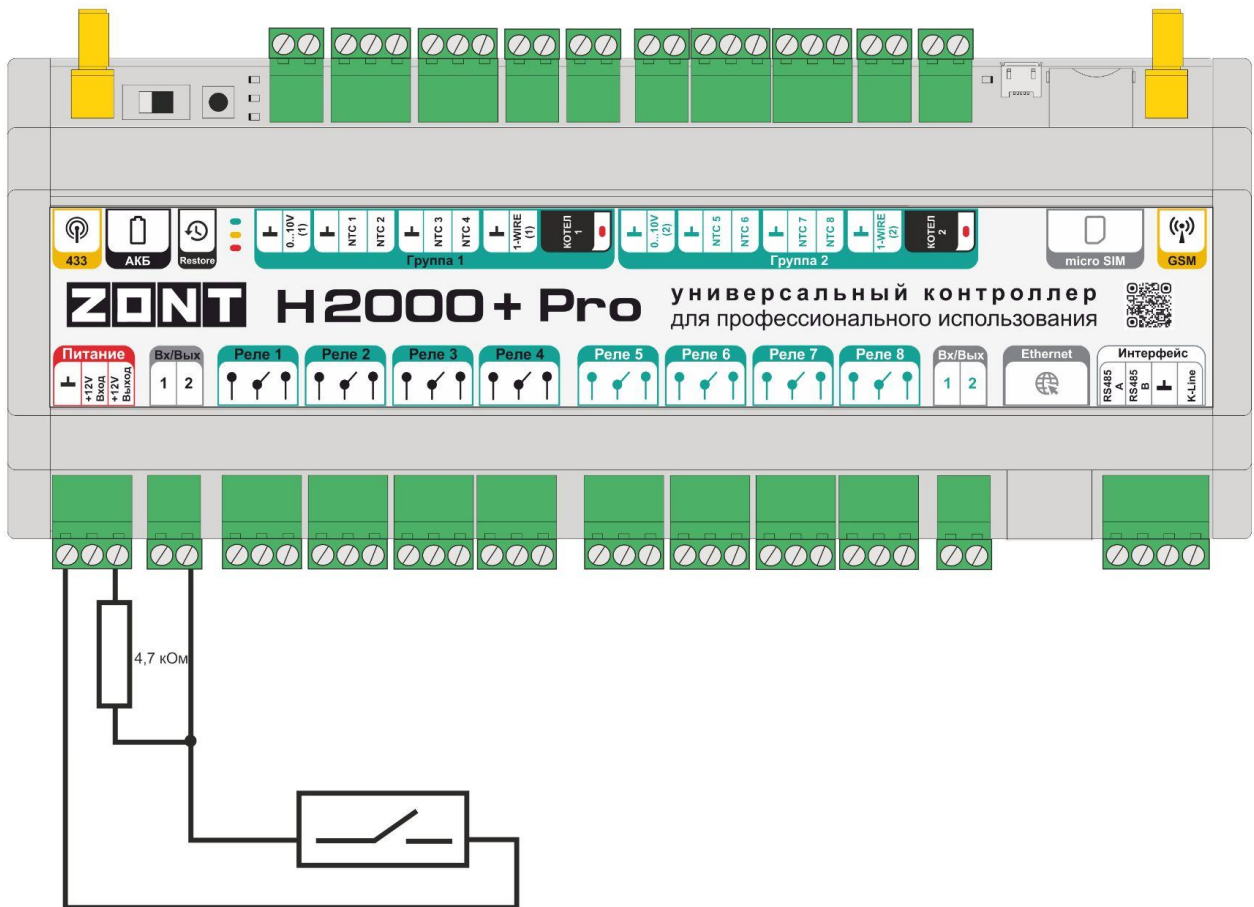 0...10V (1)
NTC 1
NTC 2
NTC 3
NTC 4
1-WIRE (1)
КОТЕЛ 1
0...10V (2)
NTC 5
NTC 6
NTC 7
NTC 8
1-WIRE (2)
КОТЕЛ 2
433
АКБ
Restore
Группа 1
Группа 2
micro SIM
GSM
ZONT H2000+ Pro
универсальный контроллер
для профессионального использования
Питание
+12V Вход
+12V Выход
Вх/Вых
1 2
Реле 1
Реле 2
Реле 3
Реле 4
Реле 5
Реле 6
Реле 7
Реле 8
Вх/Вых
1 2
Ethernet
Интерфейс
RS485 A
RS485 B
K-Line
4,7 кОм